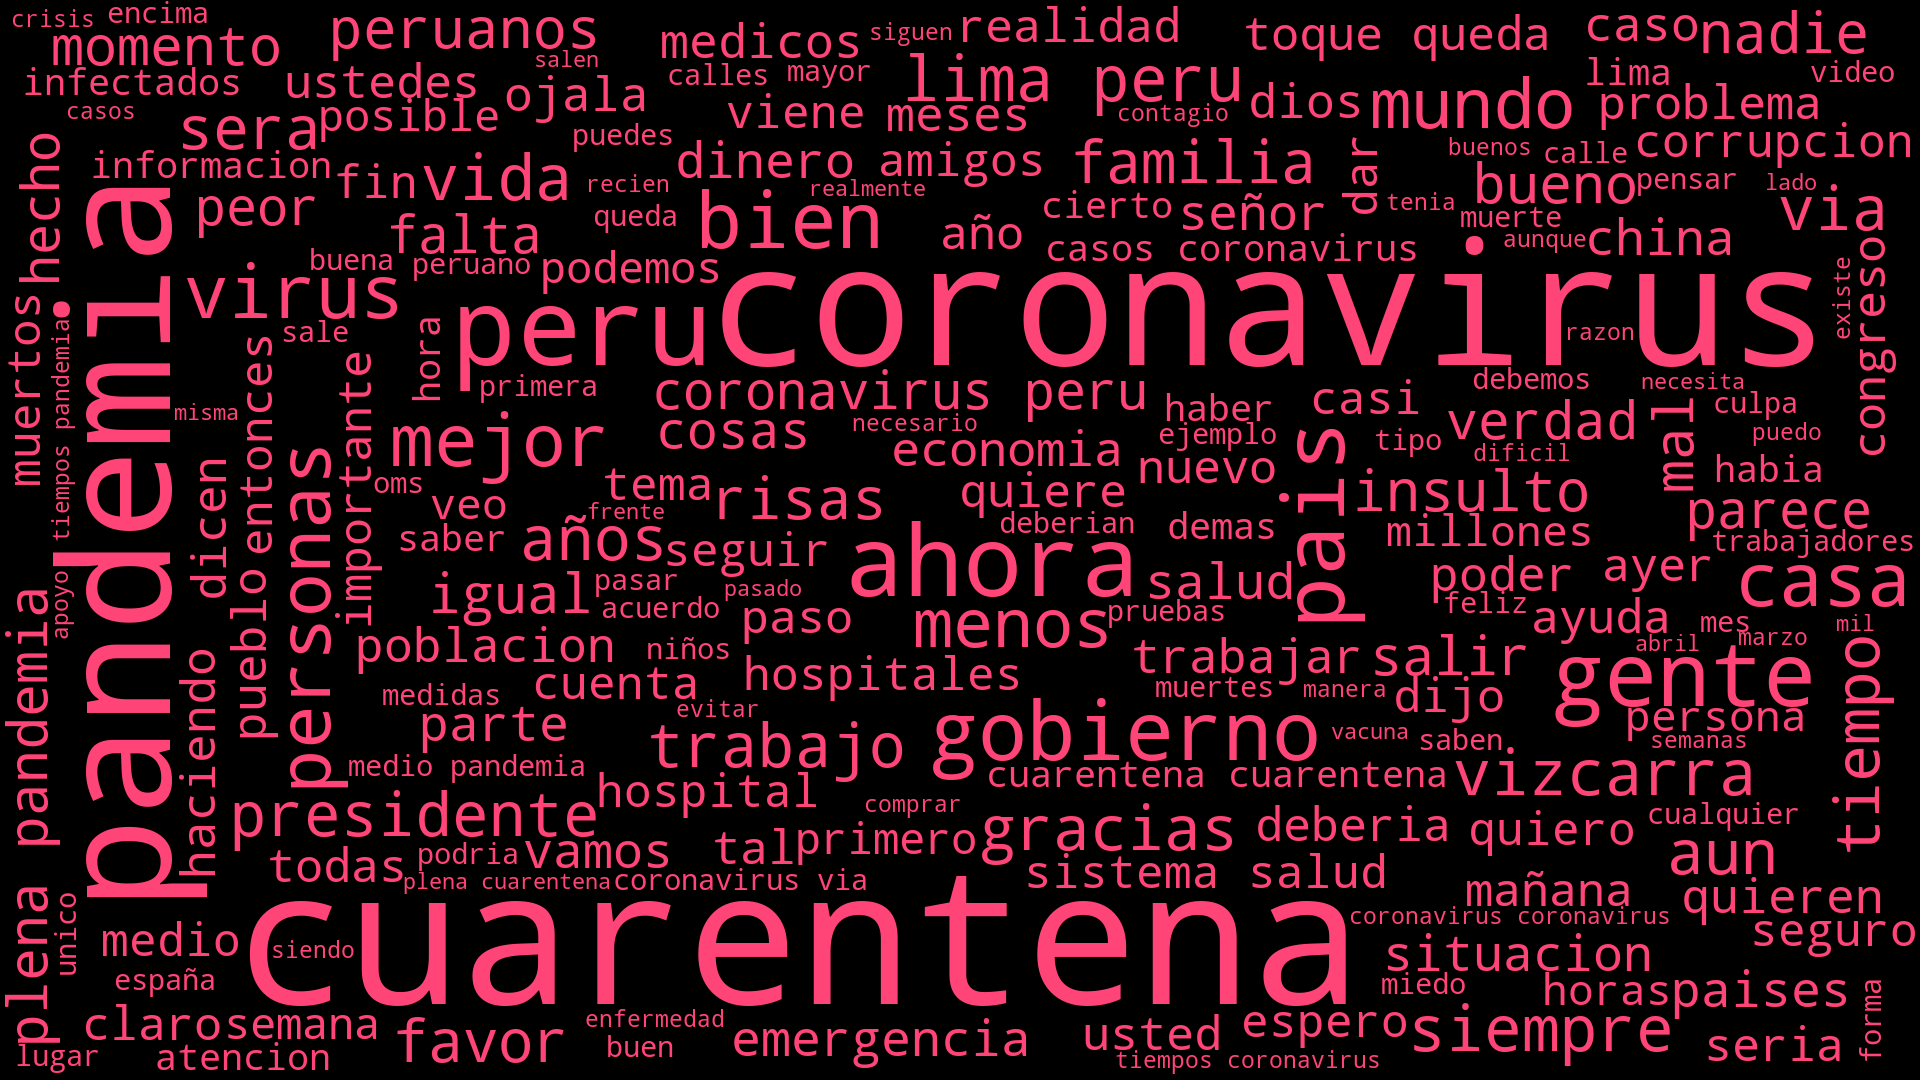 crisis
encima
momento
peruanos
salen
medicos
siguen
realidad
toque queda
caso
nadie
infectados
ustedes
calles
mayor
lima peru
lima
video
casos
sera
posible
ojala
puedes
viene
meses
contagio
dios
mundo
problema
informacion
fin
vida
recien
dinero
amigos
realmente
familia
dar
buenos
calle
corrupcion
hecho
peor
falta
queda
bien
año
cierto
señor
tenia
bueno
pensar
lado
muerte
via
buena
peruano
podemos
casos coronavirus
aunque
china
pandemia
virus
peru
coronavirus
razon
existe
congreso
muertos
tiempos pandemia
sale
hora
primera
coronavirus peru
haber
casi
debemos
necesita
culpa
misma
entonces
importante
mejor
cosas
necesario
economia
ejemplo
tipo
verdad
mal
puedo
dicen
personas
oms
veo
tema
risas
quiere
nuevo
pais
dificil
insulto
habia
frente
saber
años
seguir
deberian
demas
millones
parece
trabajadores
apoyo
pueblo
igual
pasar
acuerdo
pasado
ahora
salud
poder
ayer
casa
feliz
paso
menos
pruebas
ayuda
mes
marzo
mil
abril
plena pandemia
haciendo
poblacion
niños
hospitales
trabajar
salir
gente
tiempo
medidas
cuenta
evitar
muertes
manera
dijo
persona
parte
trabajo
gobierno
vacuna
saben
semanas
medio pandemia
hospital
cuarentena cuarentena
vizcarra
presidente
comprar
primero
gracias
deberia
quiero
cualquier
todas
podria
vamos
tal
aun
plena cuarentena
coronavirus via
sistema salud
mañana
quieren
unico
medio
siendo
cuarentena
coronavirus coronavirus
seguro
españa
situacion
miedo
horas
paises
forma
claro
semana
favor
enfermedad
emergencia
usted
espero
siempre
seria
lugar
atencion
buen
tiempos coronavirus